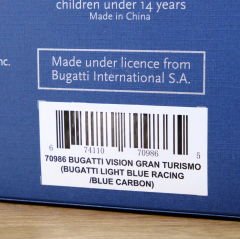 children under 14 years
Made in China
nc.
Made under licence from
Bugatti International S.A.
6 74110 70986 5
70986 BUGATTI VISION GRAN TURISMO
(BUGATTI LIGHT BLUE RACING
/BLUE CARBON)